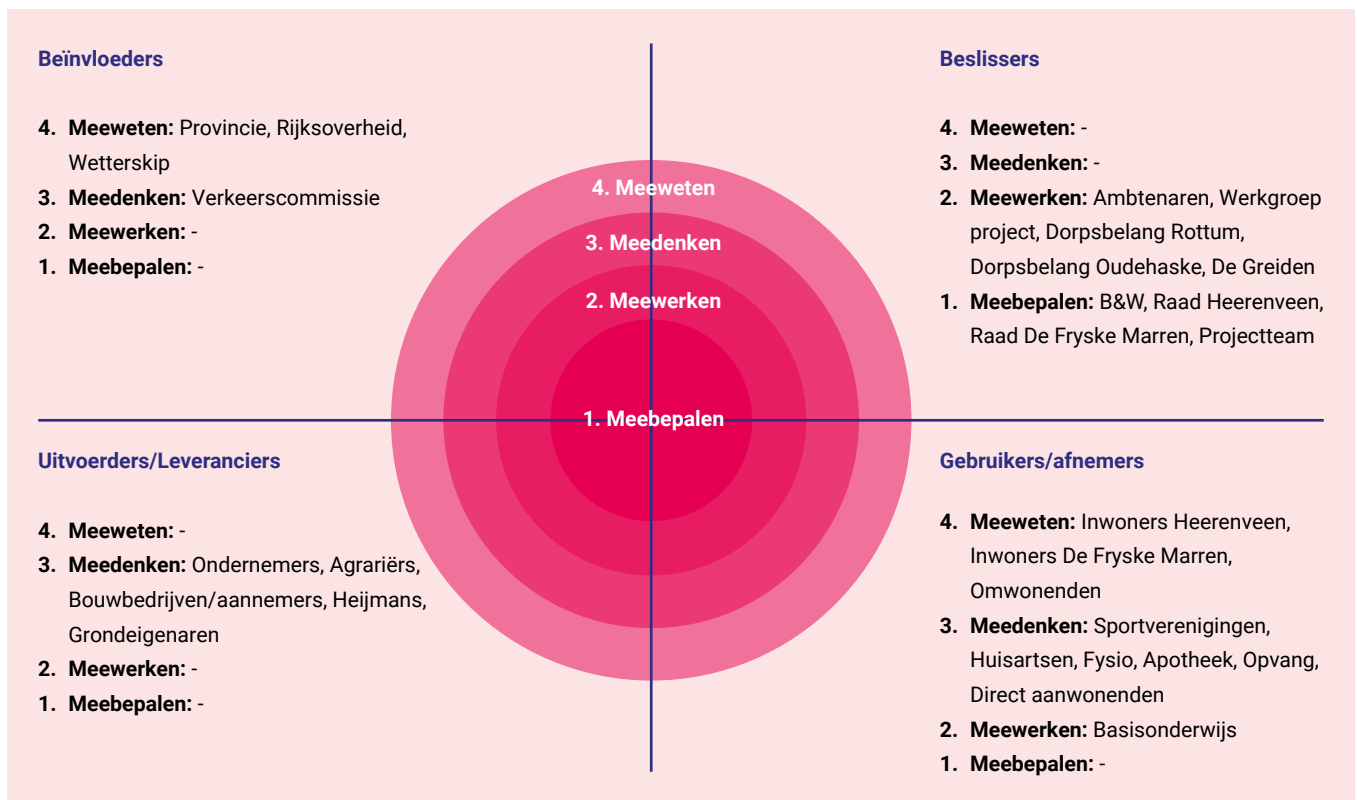 Beïnvloeders
4. Meeweten: Provincie, Rijksoverheid,
Wetterskip
3. Meedenken: Verkeerscommissie
2. Meewerken: -
1. Meebepalen: -
Beslissers
4. Meeweten: -
3. Meedenken: -
2. Meewerken: Ambtenaren, Werkgroep
project, Dorpsbelang Rottum,
Dorpsbelang Oudehaske, De Greiden
1. Meebepalen: B&W, Raad Heerenveen,
Raad De Fryske Marren, Projectteam
4. Meeweten
3. Meedenken
2. Meewerken
1. Meebepalen
Uitvoerders/Leveranciers
4. Meeweten: -
3. Meedenken: Ondernemers, Agrariërs,
Bouwbedrijven/aannemers, Heijmans,
Grondeigenaren
2. Meewerken: -
1. Meebepalen: -
Gebruikers/afnemers
4. Meeweten: Inwoners Heerenveen,
Inwoners De Fryske Marren,
Omwonenden
3. Meedenken: Sportverenigingen,
Huisartsen, Fysio, Apotheek, Opvang,
Direct aanwonenden
2. Meewerken: Basisonderwijs
1. Meebepalen: -